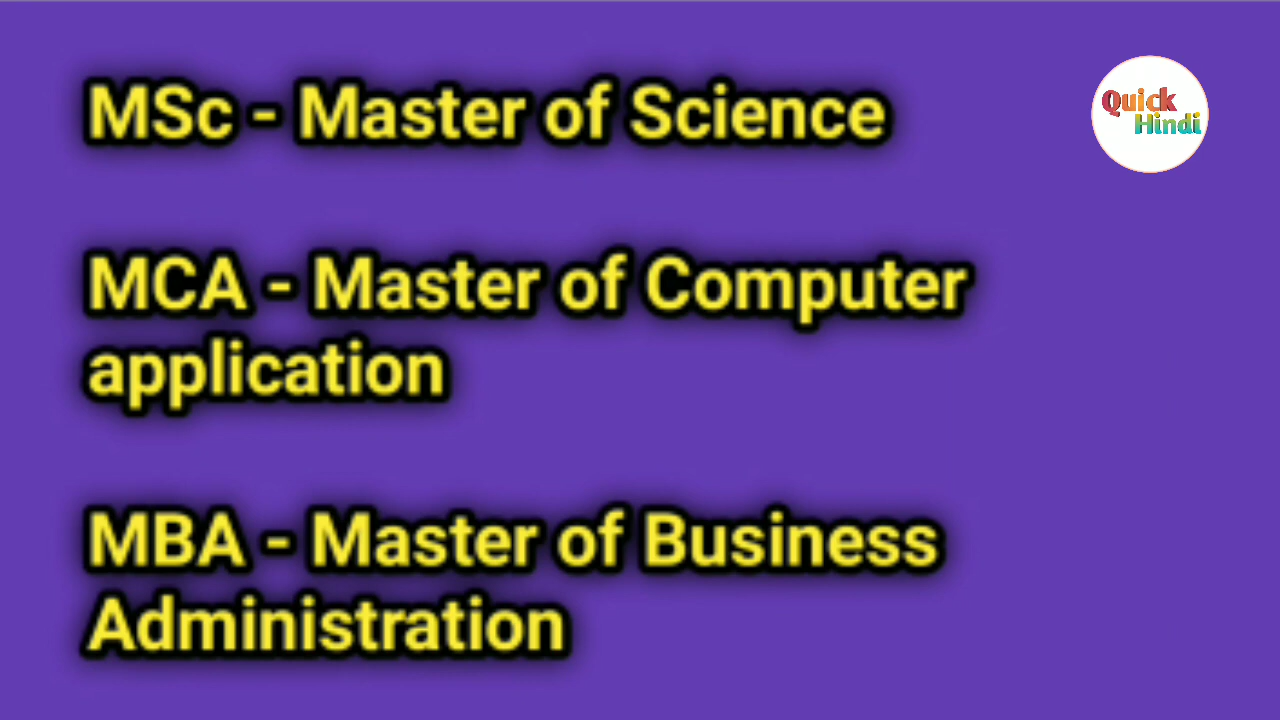 MSc - Master of Science
Quick
Hindi
MCA - Master of Computer
application
MBA - Master of Business
Administration